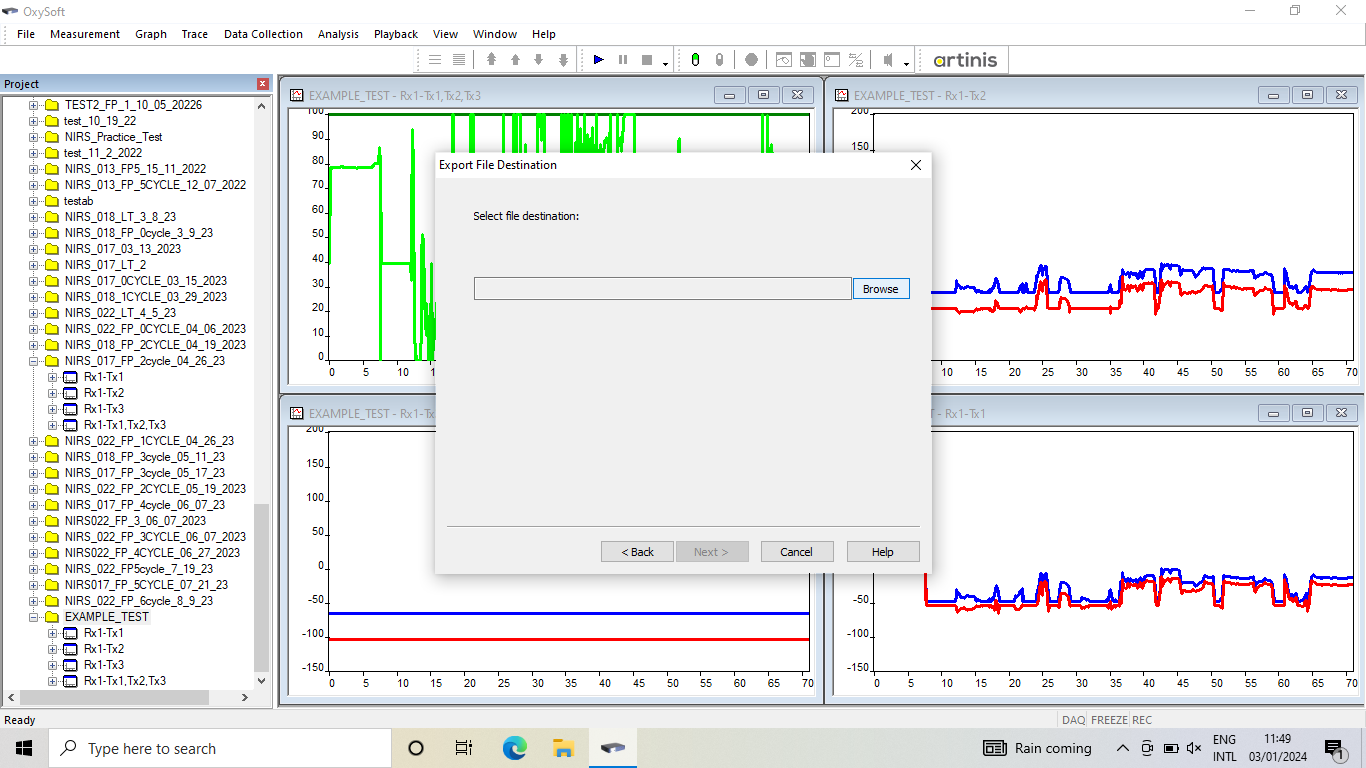 OxySoft
File Measurement Graph Trace Data Collection Analysis Playback View Window Help
artinis
Project
TEST2_FP_1_10_05_20226
test_10_19_22
NIRS_Practice_Test
test_11_2_2022
NIRS_013_FP5_15_11_2022
NIRS_013_FP_5CYCLE_12_07_2022
testab
NIRS_018_LT_3_8_23
NIRS_018_FP_0cycle_3_9_23
NIRS_017_03_13_2023
NIRS_017_LT_2
NIRS_017_0CYCLE_03_15_2023
NIRS_018_1CYCLE_03_29_2023
NIRS_022_LT_4_5_23
NIRS_022_FP_0CYCLE_04_06_2023
NIRS_018_FP_2CYCLE_04_19_2023
NIRS_017_FP_2cycle_04_26_23
Rx1-Tx1
Rx1-Tx2
Rx1-Tx3
Rx1-Tx1,Tx2,Tx3
NIRS_022_FP_1CYCLE_04_26_23
NIRS_018_FP_3cycle_05_11_23
NIRS_017_FP_3cycle_05_17_23
NIRS_022_FP_2CYCLE_05_19_2023
NIRS_017_FP_4cycle_06_07_23
NIRS022_FP_3_06_07_2023
NIRS_022_FP_3CYCLE_06_07_2023
NIRS022_FP_4CYCLE_06_27_2023
NIRS_022_FP5cycle_7_19_23
NIRS017_FP_5CYCLE_07_21_23
NIRS_022_FP_6cycle_8_9_23
EXAMPLE_TEST
Rx1-Tx1
Rx1-Tx2
Rx1-Tx3
Rx1-Tx1,Tx2,Tx3
EXAMPLE_TEST - Rx1-Tx1,Tx2,Tx3
100
90
80
70
60
50
40
30
20
10
0
0 5 10 15
EXAMPLE_TEST - Rx1-Tx2
200
150
10 15 20 25 30 35 40 45 50 55 60 65 70
Export File Destination
Select file destination:
Browse
< Back Next > Cancel Help
EXAMPLE_TEST - Rx1-Tx
200
150
100
50
0
-50
-100
-150
0 5 10 15 20 25 30 35 40 45 50 55 60 65 70
T - Rx1-Tx1
-50
-100
-150
0 5 10 15 20 25 30 35 40 45 50 55 60 65 70
Ready
DAQ FREEZE REC
Type here to search
Rain coming
ENG
INTL
11:49
03/01/2024
1